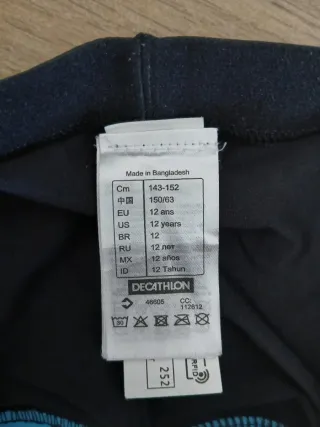 Made in Bangladesh
Cm 143-152
中国 150/63
EU 12 ans
US 12 years
BR 12
RU 12 лет
MX 12 años
ID 12 Tahun
DECATHLON
46605 CC:
112612
30
252
RFID